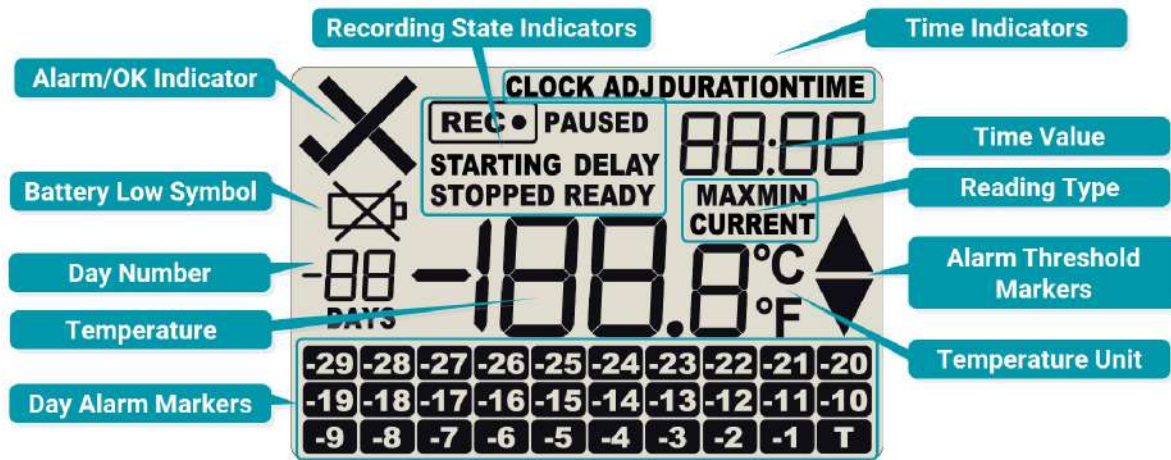 Recording State Indicators
Time Indicators
Alarm/OK Indicator
CLOCK ADJ DURATION TIME
REC PAUSED
88:88
Time Value
STARTING DELAY
STOPPED READY
Battery Low Symbol
MAX MIN
Reading Type
CURRENT
Day Number
-88
-188.8
°C
°F
Alarm Threshold
Markers
Temperature
DAYS
Temperature Unit
-29 -28 -27 -26 -25 -24 -23 -22 -21 -20
Day Alarm Markers
-19 -18 -17 -16 -15 -14 -13 -12 -11 -10
-9 -8 -7 -6 -5 -4 -3 -2 -1 T